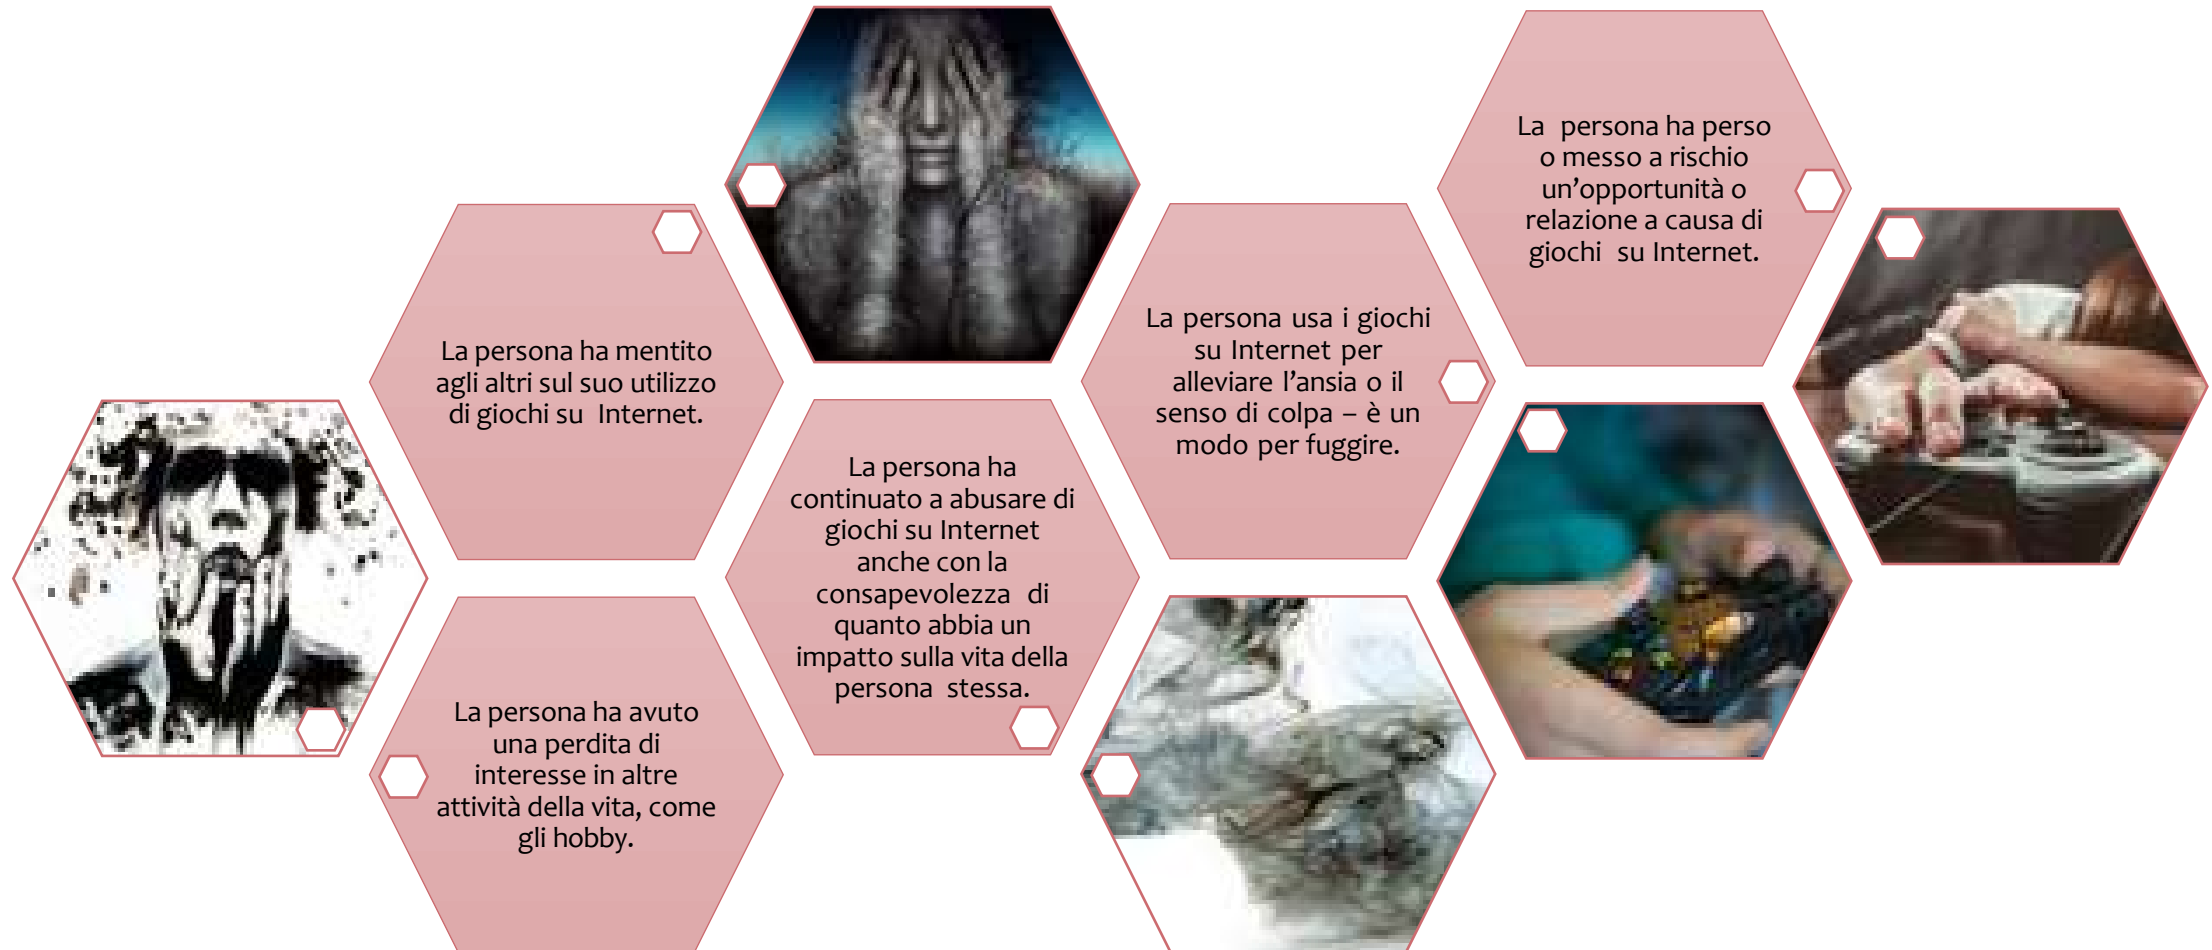 La persona ha mentito
agli altri sul suo utilizzo
di giochi su Internet.
La persona ha avuto
una perdita di
interesse in altre
attività della vita, come
gli hobby.
La persona ha
continuato a abusare di
giochi su Internet
anche con la
consapevolezza di
quanto abbia un
impatto sulla vita della
persona stessa.
La persona usa i giochi
su Internet per
alleviare l’ansia o il
senso di colpa – è un
modo per fuggire.
La persona ha perso
o messo a rischio
un’opportunità o
relazione a causa di
giochi su Internet.